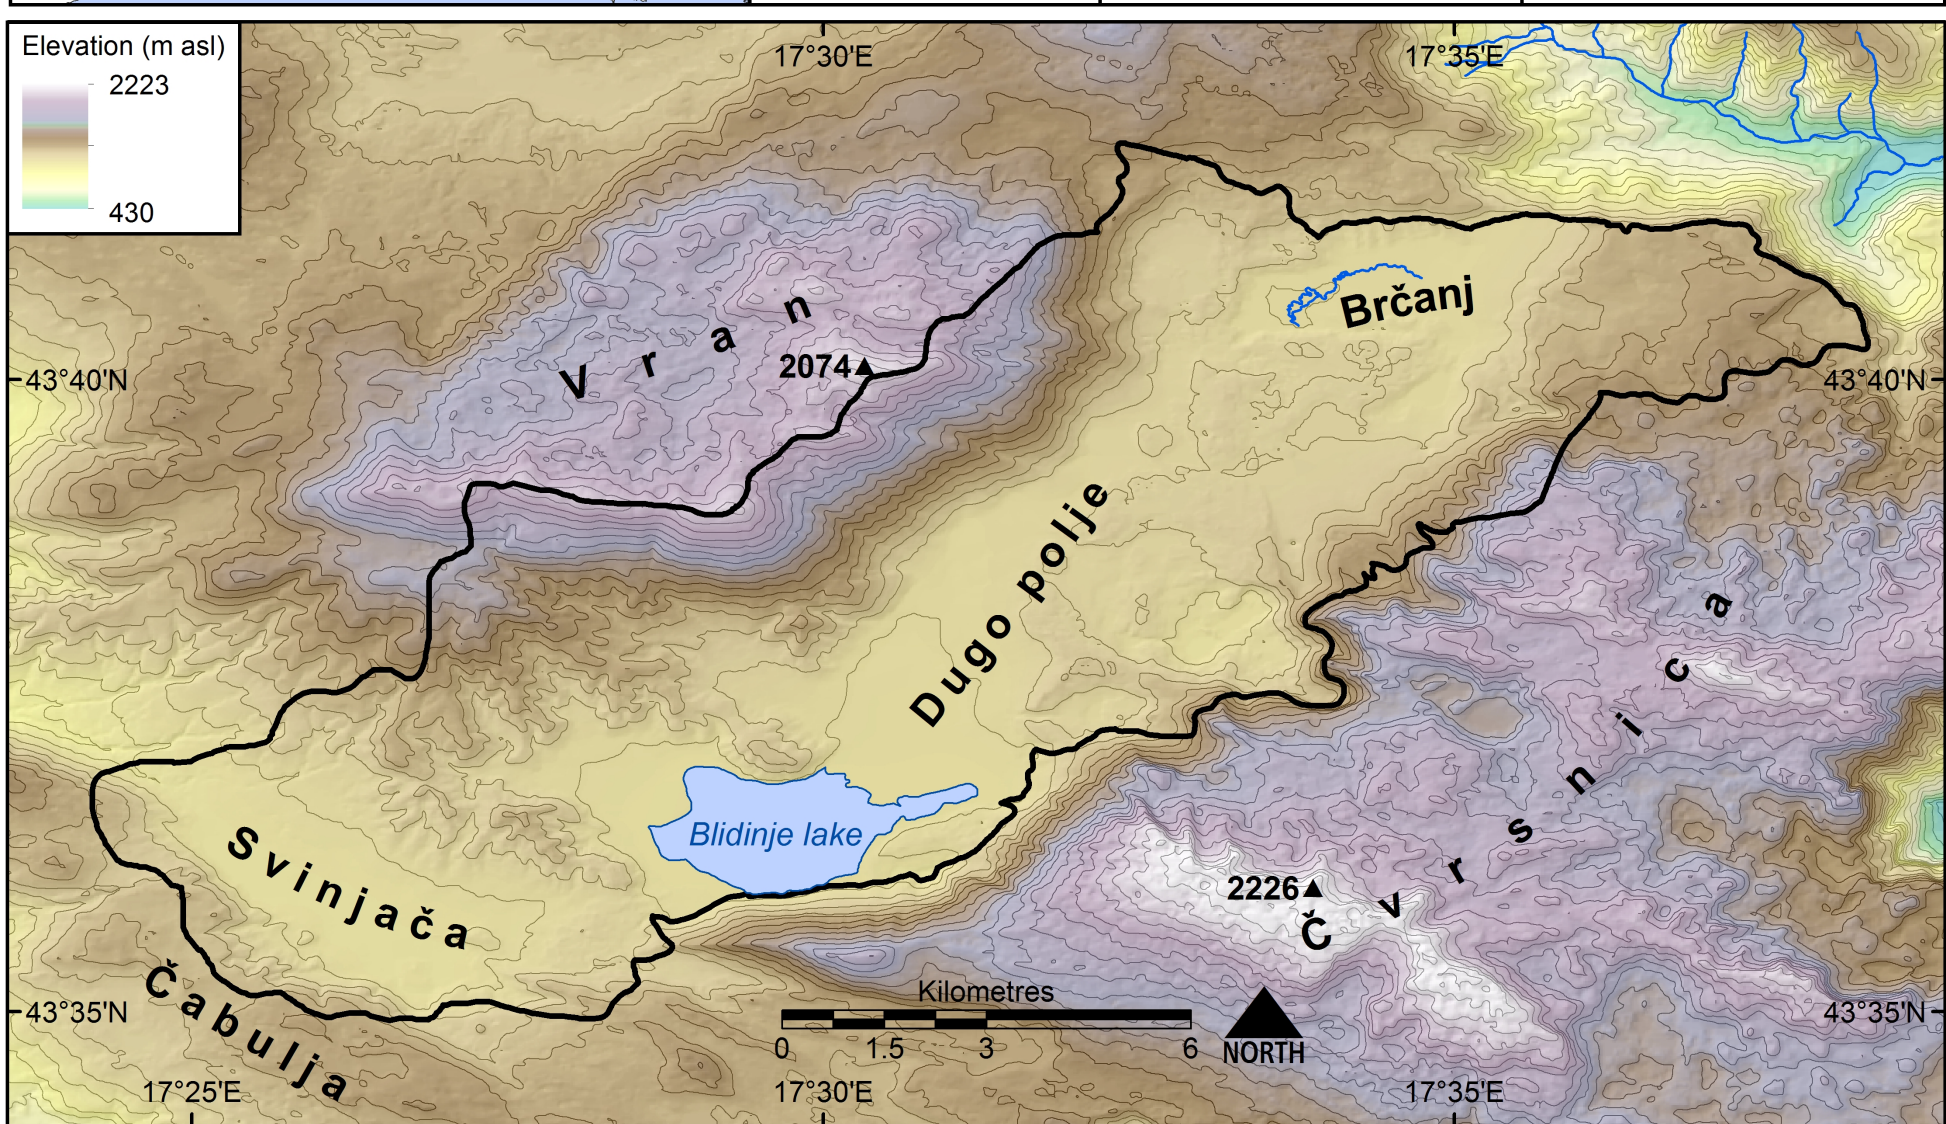 Elevation (m asl)
2223
430
17°30'E
17°35'E
Brčanj
Vran
2074
43°40'N
43°40'N
Dugo polje
Čvrsnica
Blidinje lake
Svinjača
2226
Čabulja
Kilometres
0 1.5 3 6
NORTH
43°35'N
43°35'N
17°25'E
17°30'E
17°35'E